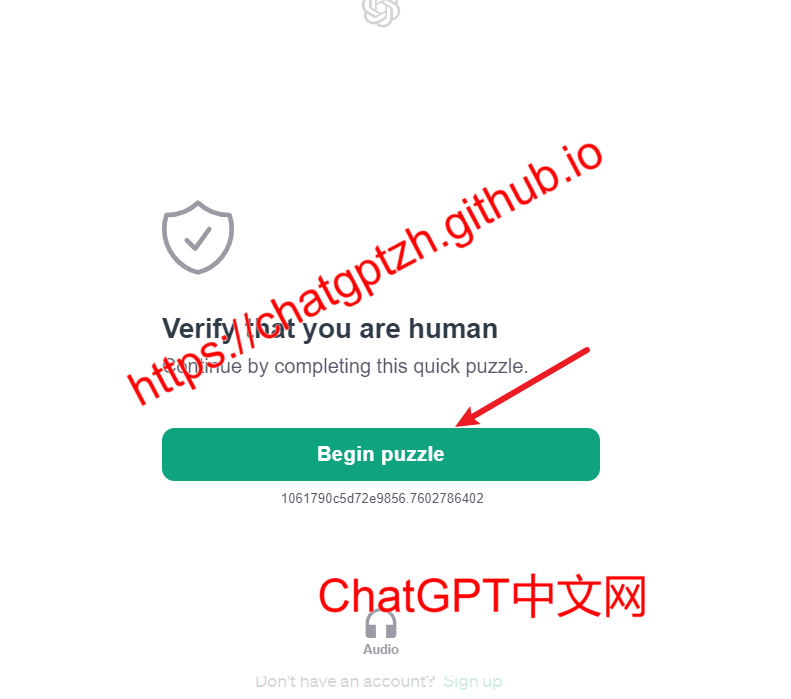 https://chatgptzh.github.io
Verify that you are human
Continue by completing this quick puzzle.
Begin puzzle
1061790c5d72e9856.7602786402
ChatGPT中文网
Audio
Don't have an account? Sign up